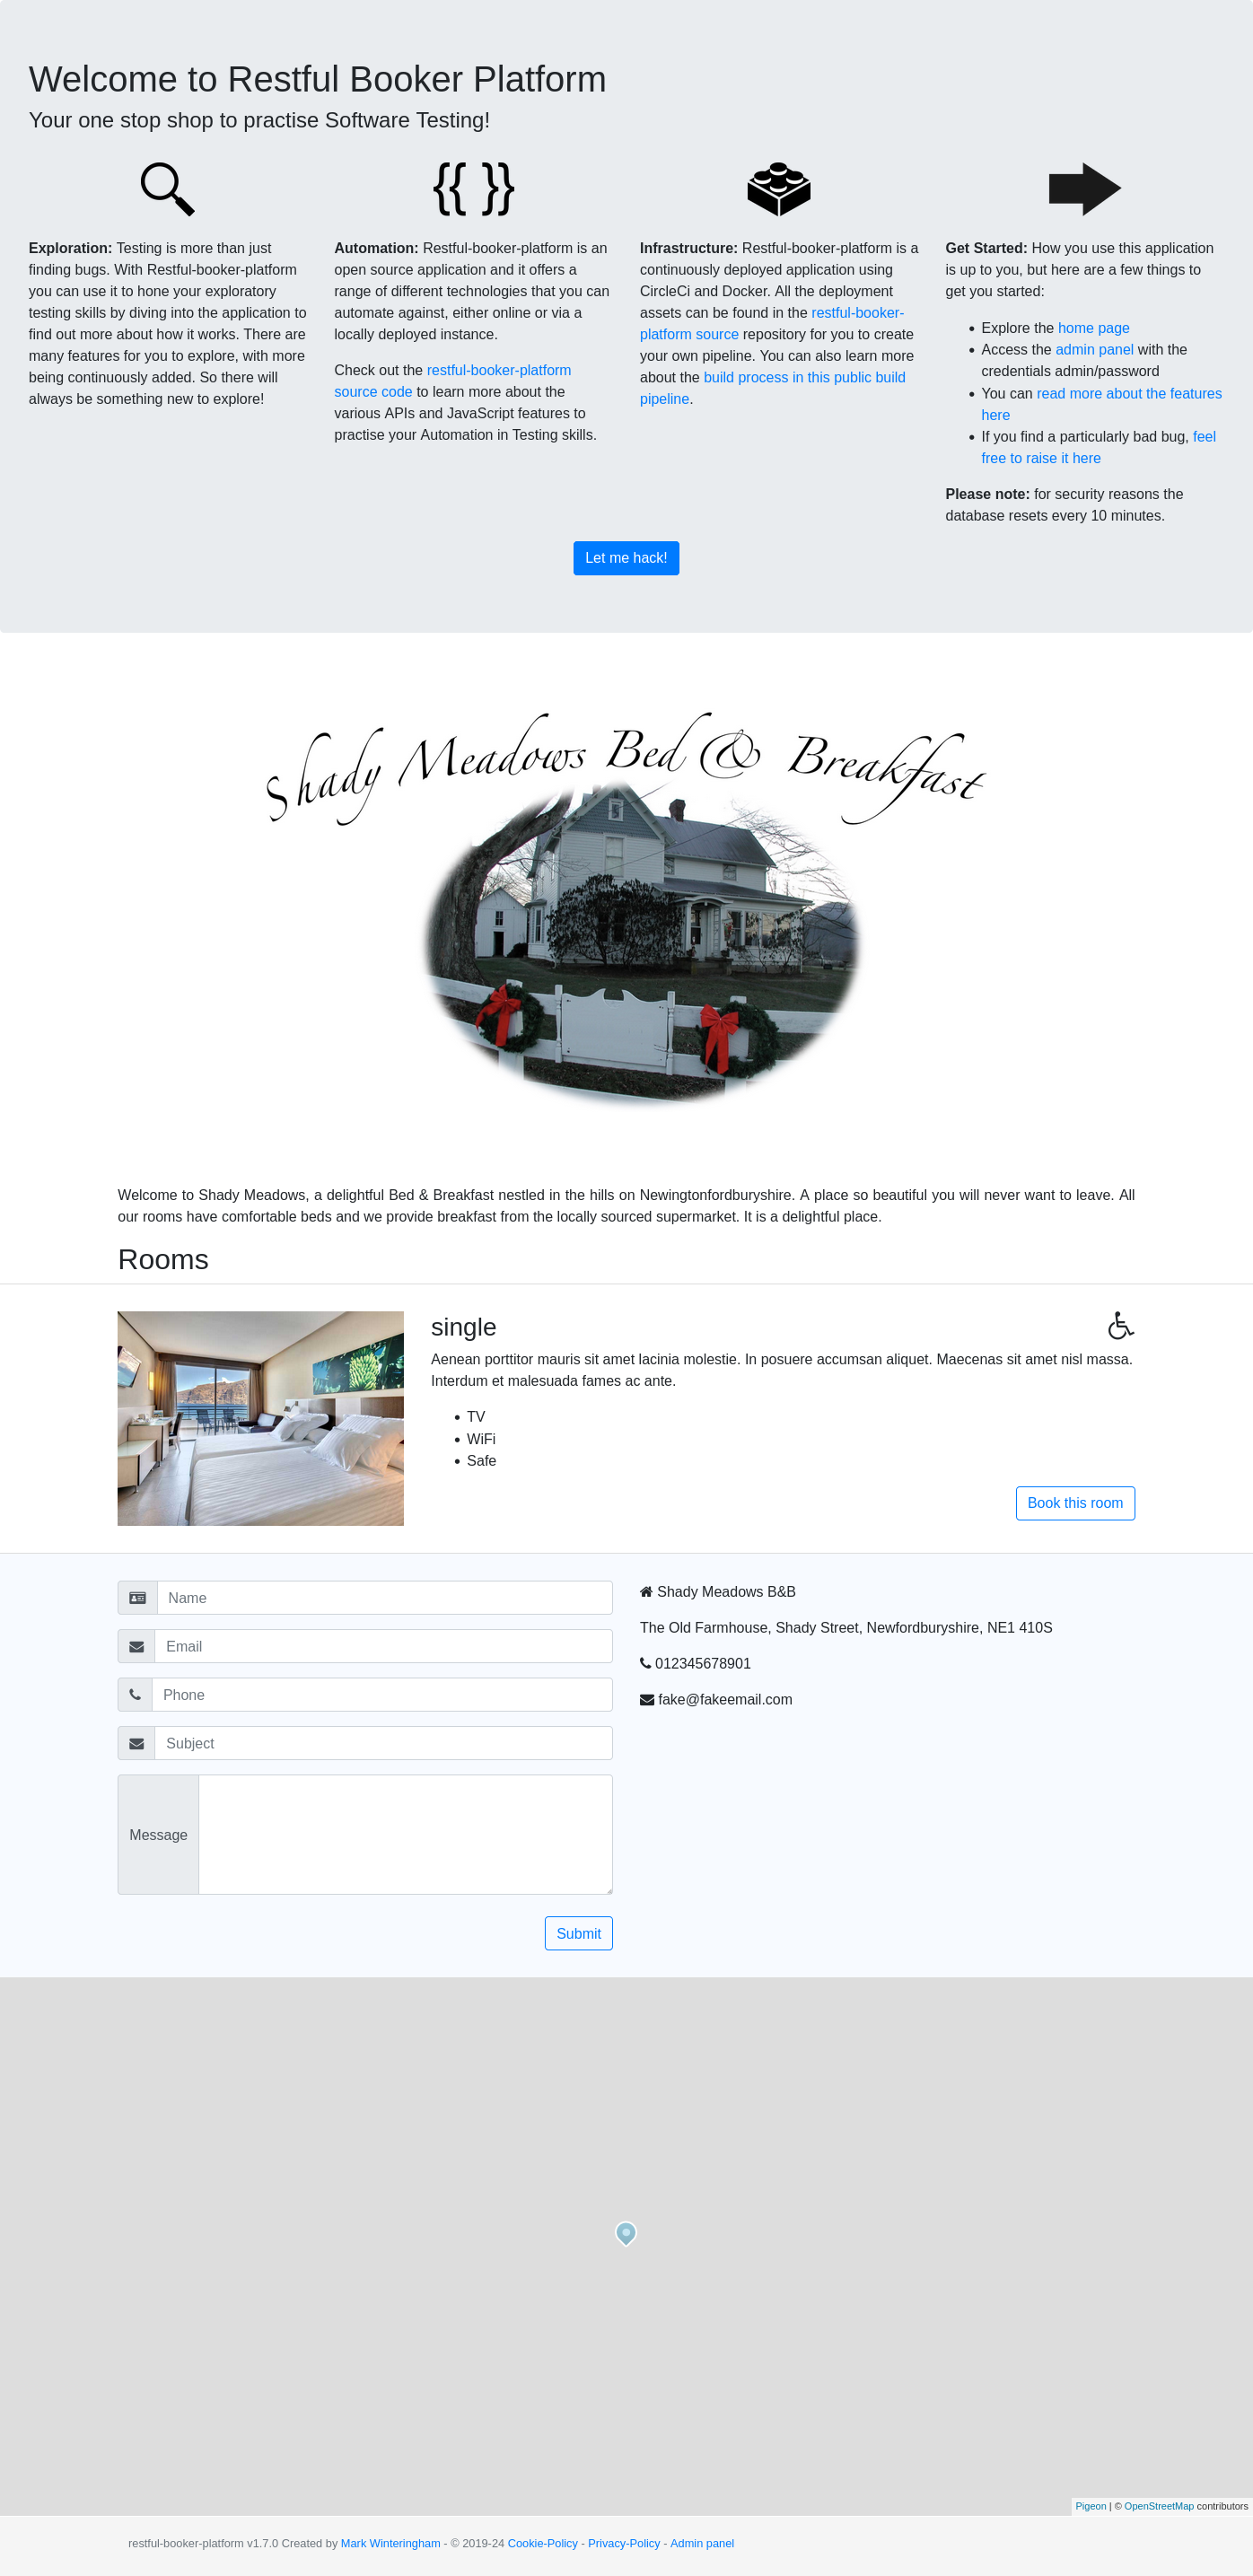 Welcome to Restful Booker Platform
Your one stop shop to practise Software Testing!
{{ }}
Exploration: Testing is more than just
finding bugs. With Restful-booker-platform
you can use it to hone your exploratory
testing skills by diving into the application to
find out more about how it works. There are
many features for you to explore, with more
being continuously added. So there will
always be something new to explore!
Automation: Restful-booker-platform is an
open source application and it offers a
range of different technologies that you can
automate against, either online or via a
locally deployed instance.
Check out the restful-booker-platform
source code to learn more about the
various APIs and JavaScript features to
practise your Automation in Testing skills.
Infrastructure: Restful-booker-platform is a
continuously deployed application using
CircleCi and Docker. All the deployment
assets can be found in the restful-booker-
platform source repository for you to create
your own pipeline. You can also learn more
about the build process in this public build
pipeline.
Get Started: How you use this application
is up to you, but here are a few things to
get you started:
• Explore the home page
• Access the admin panel with the
credentials admin/password
• You can read more about the features
here
• If you find a particularly bad bug, feel
free to raise it here
Please note: for security reasons the
database resets every 10 minutes.
Let me hack!
Shady Meadows Bed & Breakfast
Welcome to Shady Meadows, a delightful Bed & Breakfast nestled in the hills on Newingtonfordburyshire. A place so beautiful you will never want to leave. All
our rooms have comfortable beds and we provide breakfast from the locally sourced supermarket. It is a delightful place.
Rooms
single
Aenean porttitor mauris sit amet lacinia molestie. In posuere accumsan aliquet. Maecenas sit amet nisl massa.
Interdum et malesuada fames ac ante.
• TV
• WiFi
• Safe
Book this room
Name
Email
Phone
Subject
Message
Submit
Shady Meadows B&B
The Old Farmhouse, Shady Street, Newfordburyshire, NE1 410S
012345678901
fake@fakeemail.com
Pigeon | © OpenStreetMap contributors
restful-booker-platform v1.7.0 Created by Mark Winteringham - © 2019-24 Cookie-Policy - Privacy-Policy - Admin panel